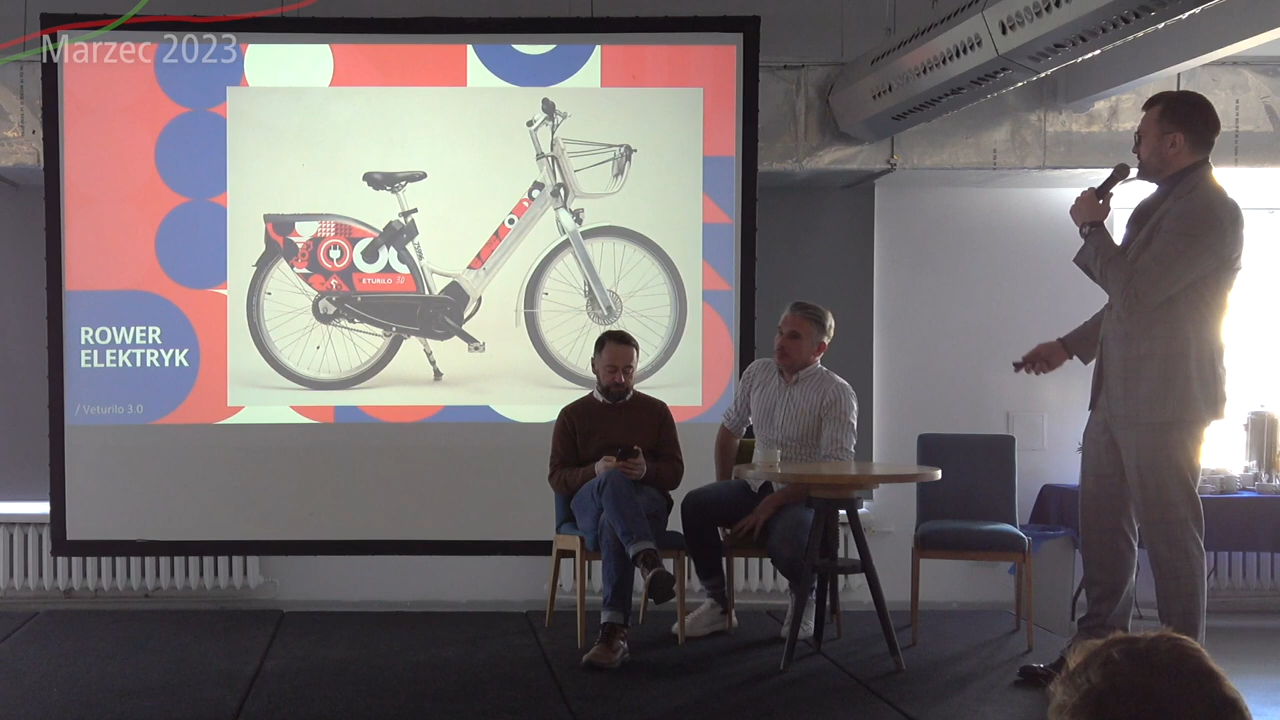 Marzec 2023
ETURILO 3.0
ROWER
ELEKTRYK
/ Veturilo 3.0